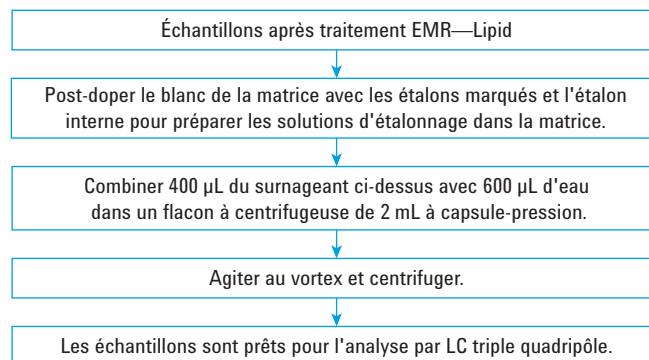 Échantillons après traitement EMR—Lipid
Post-doper le blanc de la matrice avec les étalons marqués et l'étalon
interne pour préparer les solutions d'étalonnage dans la matrice.
Combiner 400 µL du surnageant ci-dessus avec 600 µL d'eau
dans un flacon à centrifugeuse de 2 mL à capsule-pression.
Agiter au vortex et centrifuger.
Les échantillons sont prêts pour l'analyse par LC triple quadripôle.